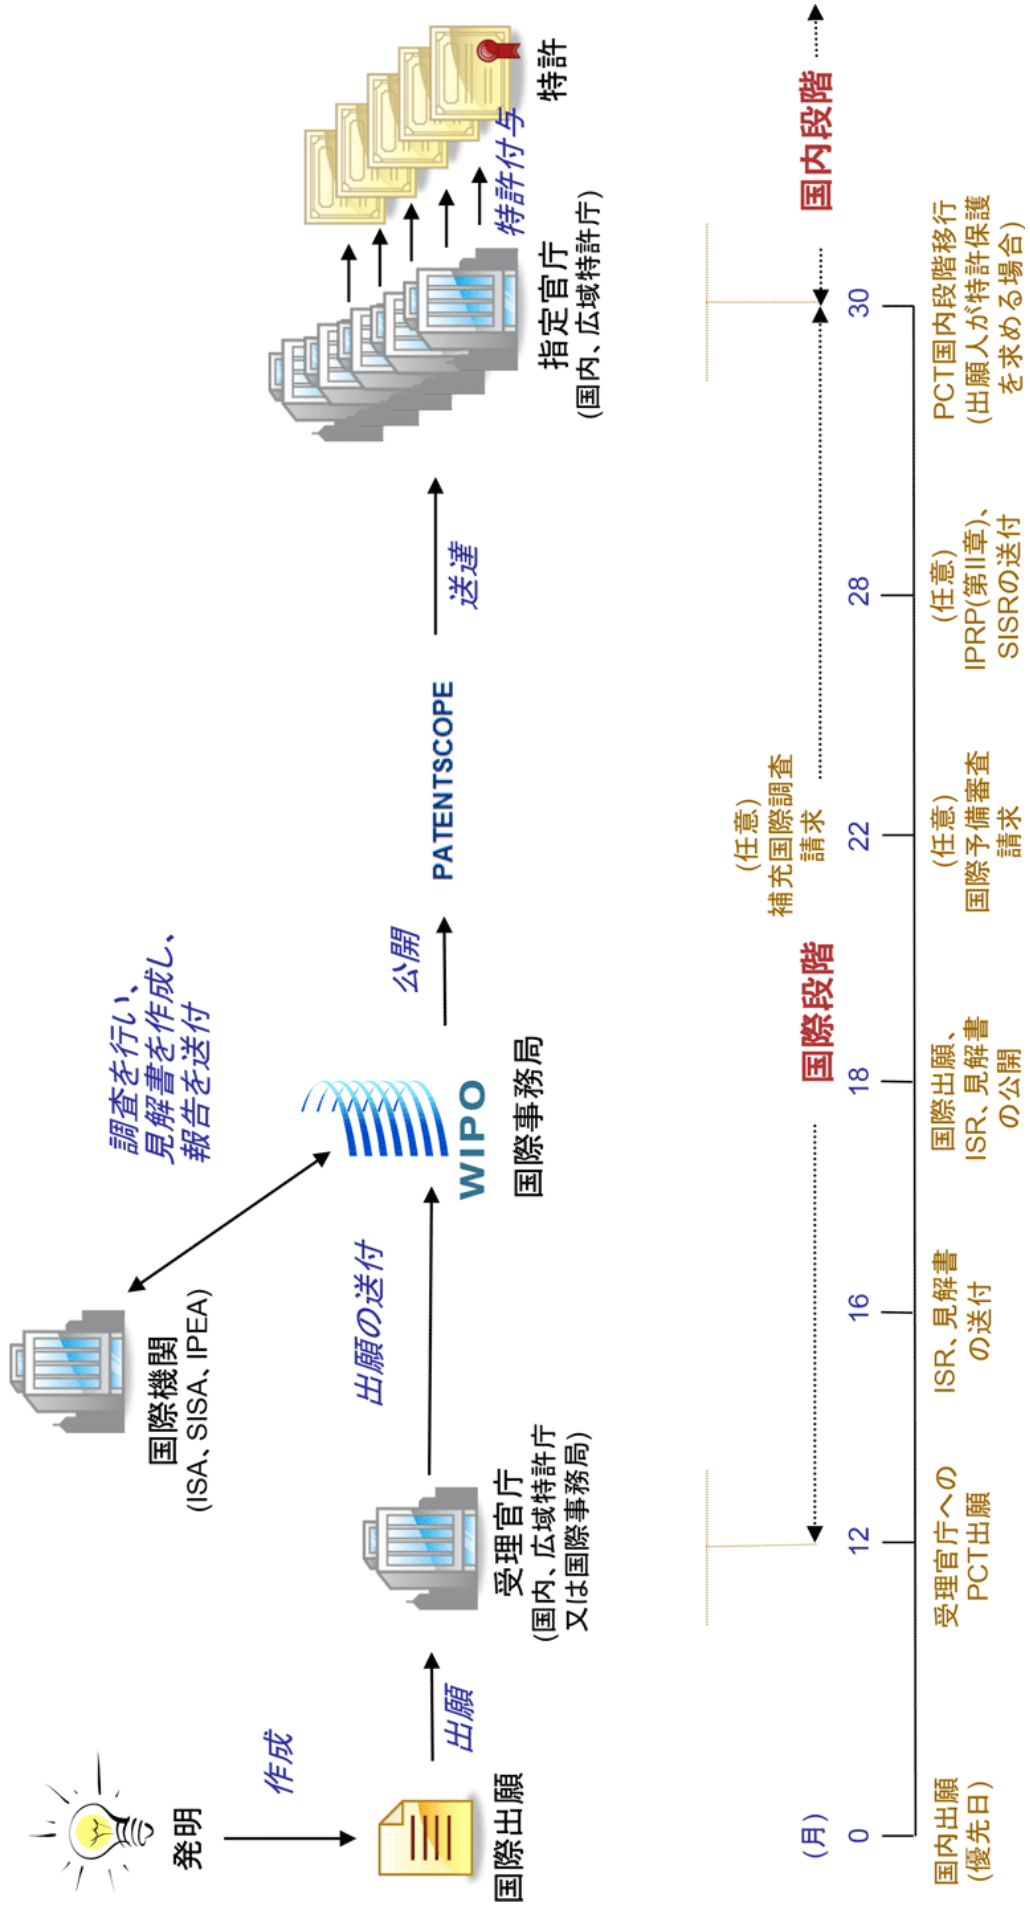 発明
作成
国際出願
出願
受理官庁
(国内、広域特許庁
又は国際事務局)
出願の送付
国際機関
(ISA、SISA、IPEA)
調査を行い、
見解書を作成し、
報告を送付
WIPO
国際事務局
公開
PATENTSCOPE
送達
指定官庁
(国内、広域特許庁)
特許付与
特許
(任意)
補充国際調査
請求
国際段階
国内段階
(月)
0
12
16
18
22
28
30
国内出願
(優先日)
受理官庁への
PCT出願
ISR、見解書
の送付
国際出願、
ISR、見解書
の公開
(任意)
国際予備審査
請求
(任意)
IPRP(第II章)、
SISRの送付
PCT国内段階移行
(出願人が特許保護
を求める場合)